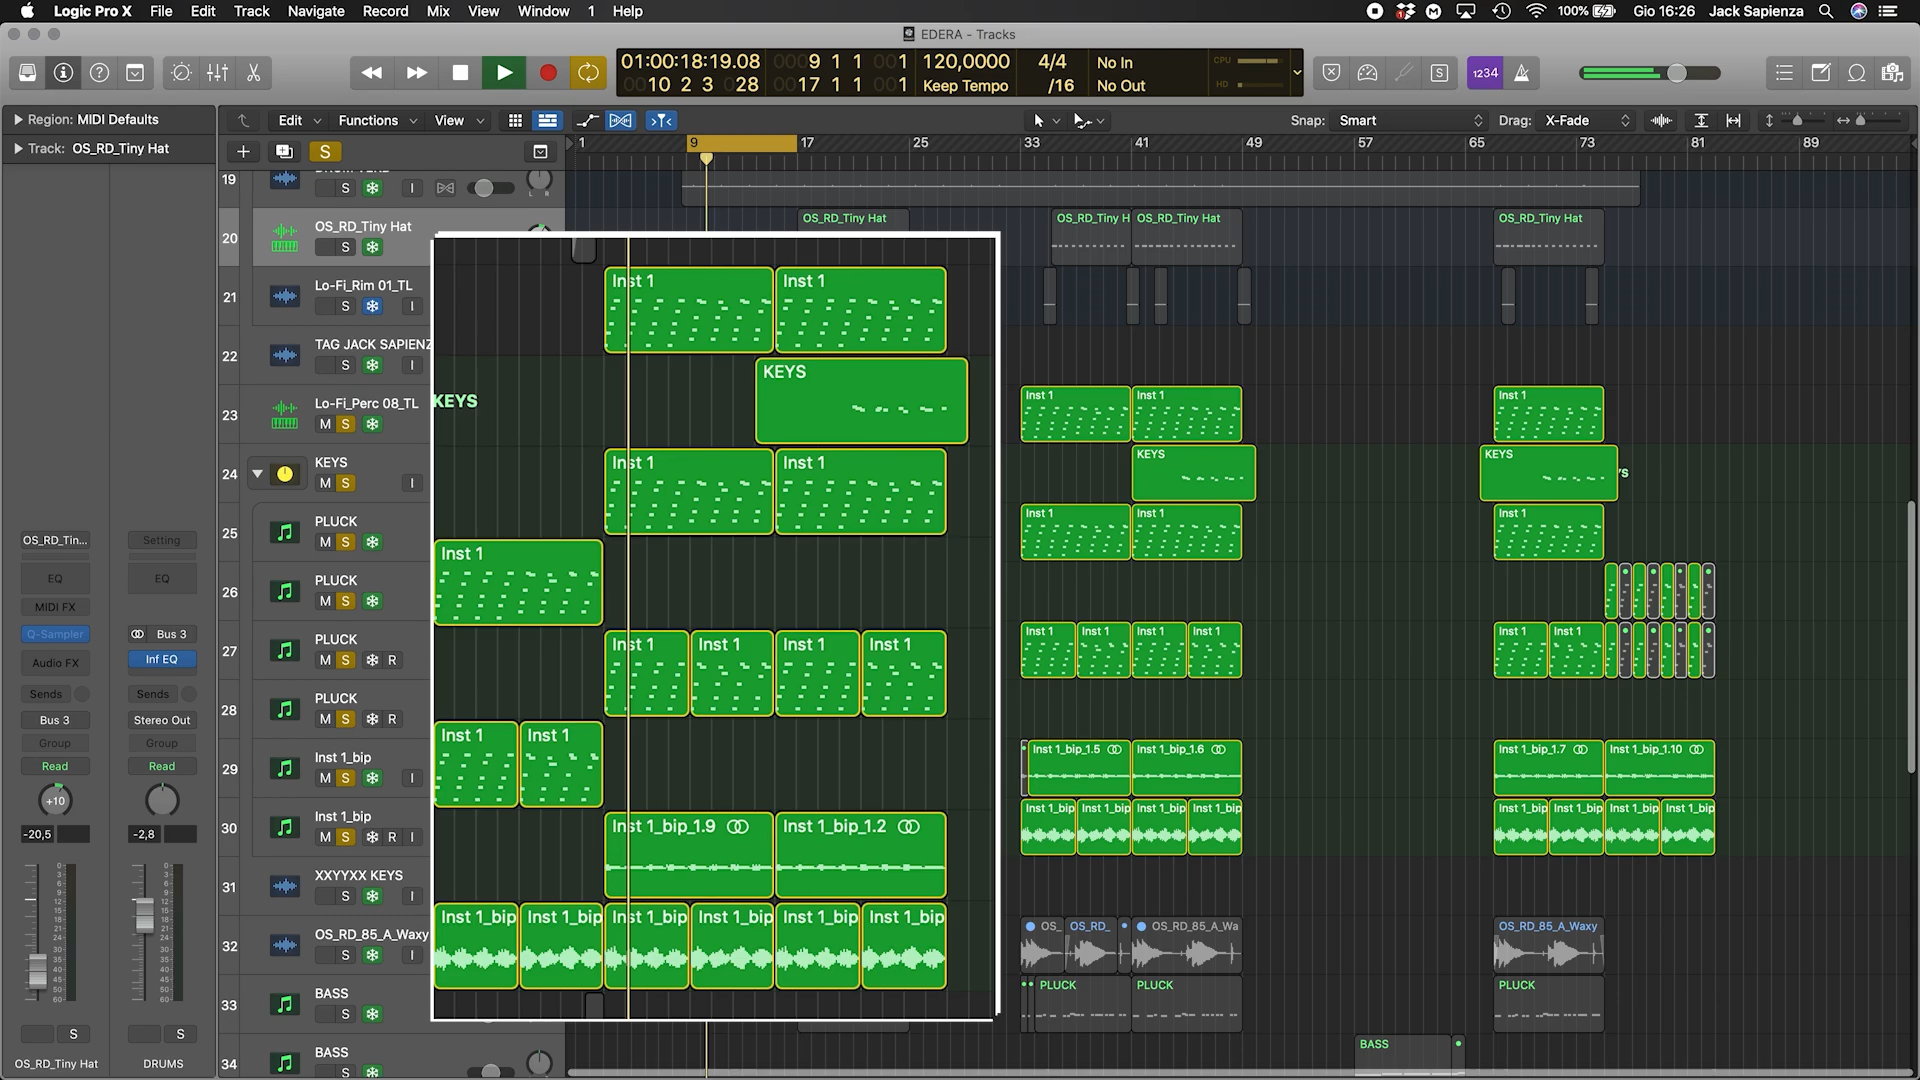 Logic Pro X File Edit Track Navigate Record Mix View Window 1 Help 100% Gio 16:26 Jack Sapienza
EDERA - Tracks
01:00:18:19.08 0009 1 1 001 120,0000 4/4 No In CPU
0010 2 3 028 0017 1 1 001 Keep Tempo /16 No Out HD
S 1234
Region: MIDI Defaults Edit Functions View Snap: Smart Drag: X-Fade
Track: OS_RD_Tiny Hat S 1 9 17 25 33 41 49 57 65 73 81 89
19 S I L R
20 OS_RD_Tiny Hat OS_RD_Tiny Hat OS_RD_Tiny H OS_RD_Tiny Hat OS_RD_Tiny Hat
S
21 Lo-Fi_Rim 01_TL
S I
22 TAG JACK SAPIENZ
S I
23 Lo-Fi_Perc 08_TL
M S
24 KEYS
M S I
25 PLUCK
M S
26 PLUCK
M S
27 PLUCK
M S R
28 PLUCK
M S R
29 Inst 1_bip
M S I
30 Inst 1_bip
M S R I
31 XXYYXX KEYS
S I
32 OS_RD_85_A_Waxy
S I
33 BASS
S
34 BASS
S
Inst 1 Inst 1
KEYS KEYS
Inst 1 Inst 1
Inst 1
Inst 1 Inst 1 Inst 1 Inst 1
Inst 1 Inst 1
Inst 1_bip_1.9 Inst 1_bip_1.2
Inst 1_bip Inst 1_bip Inst 1_bip Inst 1_bip Inst 1_bip Inst 1_bip
Inst 1 Inst 1 Inst 1
KEYS KEYS
Inst 1 Inst 1 Inst 1
Inst 1 Inst 1 Inst 1 Inst 1 Inst 1 Inst 1
Inst 1_bip_1.5 Inst 1_bip_1.6 Inst 1_bip_1.7 Inst 1_bip_1.10
Inst 1_bip Inst 1_bip Inst 1_bip Inst 1_bip Inst 1_bip Inst 1_bip Inst 1_bip Inst 1_bip
OS_ OS_RD_ OS_RD_85_A_Wa OS_RD_85_A_Waxy
PLUCK PLUCK PLUCK
BASS
OS_RD_Tin... Setting
EQ EQ
MIDI FX
Q-Sampler Bus 3
Audio FX Inf EQ
Sends Sends
Bus 3 Stereo Out
Group Group
Read Read
+10
-20,5 -2,8
S S
OS_RD_Tiny Hat DRUMS